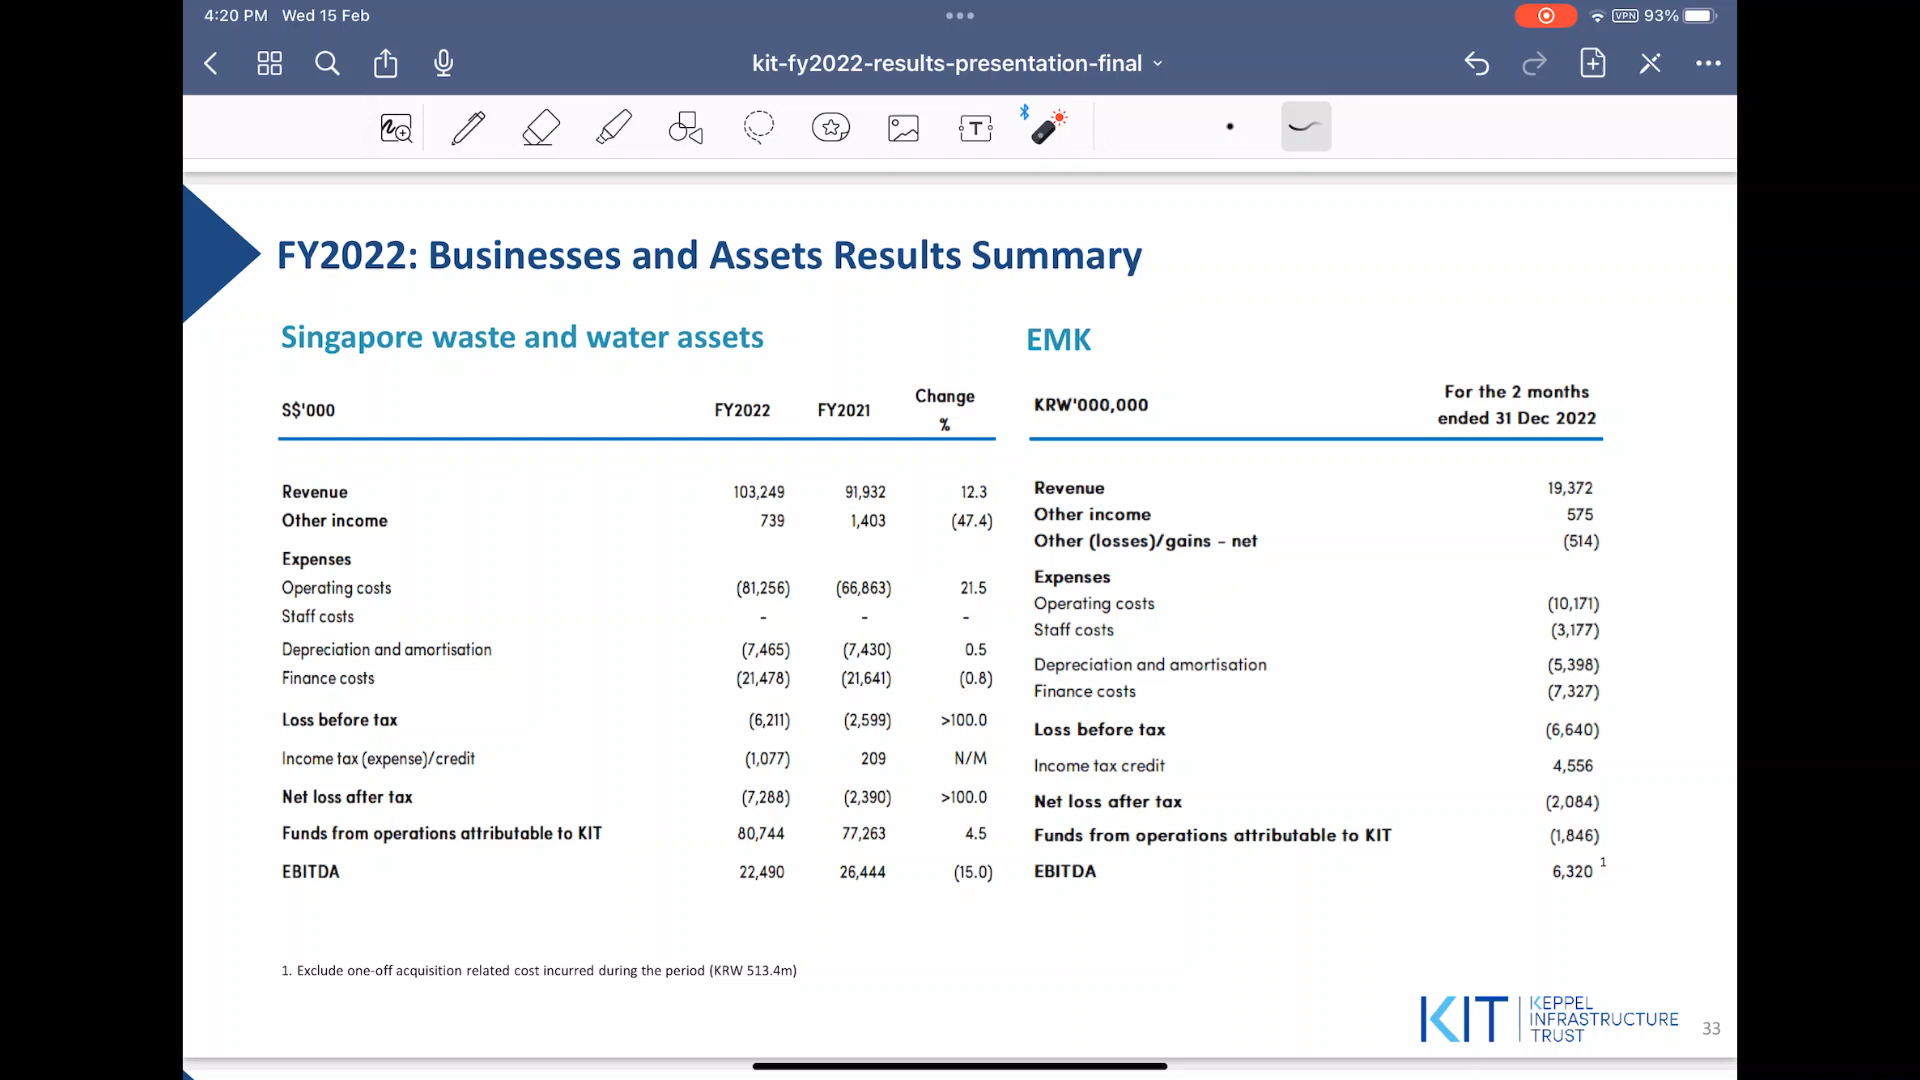 4:20 PM Wed 15 Feb
VPN 93%
kit-fy2022-results-presentation-final
T
FY2022: Businesses and Assets Results Summary
Singapore waste and water assets
S$'000 FY2022 FY2021 Change %
Revenue 103,249 91,932 12.3
Other income 739 1,403 (47.4)
Expenses
Operating costs (81,256) (66,863) 21.5
Staff costs - - -
Depreciation and amortisation (7,465) (7,430) 0.5
Finance costs (21,478) (21,641) (0.8)
Loss before tax (6,211) (2,599) >100.0
Income tax (expense)/credit (1,077) 209 N/M
Net loss after tax (7,288) (2,390) >100.0
Funds from operations attributable to KIT 80,744 77,263 4.5
EBITDA 22,490 26,444 (15.0)
EMK
KRW'000,000 For the 2 months ended 31 Dec 2022
Revenue 19,372
Other income 575
Other (losses)/gains – net (514)
Expenses
Operating costs (10,171)
Staff costs (3,177)
Depreciation and amortisation (5,398)
Finance costs (7,327)
Loss before tax (6,640)
Income tax credit 4,556
Net loss after tax (2,084)
Funds from operations attributable to KIT (1,846)
EBITDA 6,320 1
1. Exclude one-off acquisition related cost incurred during the period (KRW 513.4m)
KIT KEPPEL
INFRASTRUCTURE
TRUST
33